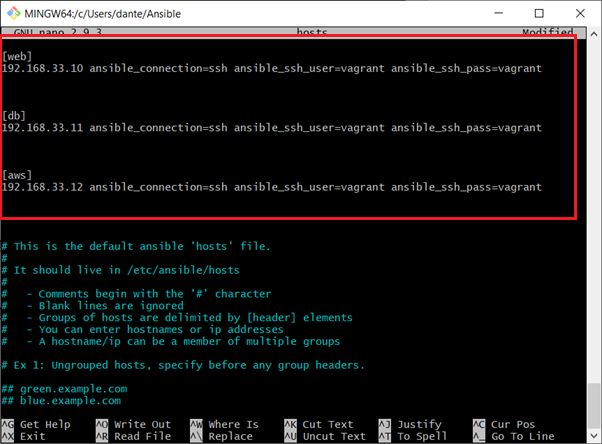 MINGW64:/c/Users/dante/Ansible
GNU nano 2.9.3 hosts Modified
[web]
192.168.33.10 ansible_connection=ssh ansible_ssh_user=vagrant ansible_ssh_pass=vagrant
[db]
192.168.33.11 ansible_connection=ssh ansible_ssh_user=vagrant ansible_ssh_pass=vagrant
[aws]
192.168.33.12 ansible_connection=ssh ansible_ssh_user=vagrant ansible_ssh_pass=vagrant
# This is the default ansible 'hosts' file.
#
# It should live in /etc/ansible/hosts
#
#   - Comments begin with the '#' character
#   - Blank lines are ignored
#   - Groups of hosts are delimited by [header] elements
#   - You can enter hostnames or ip addresses
#   - A hostname/ip can be a member of multiple groups
# Ex 1: Ungrouped hosts, specify before any group headers.
## green.example.com
## blue.example.com
^G Get Help ^O Write Out ^W Where Is ^K Cut Text ^J Justify ^C Cur Pos
^X Exit ^R Read File ^\ Replace ^U Uncut Text ^T To Spell ^_ Go To Line